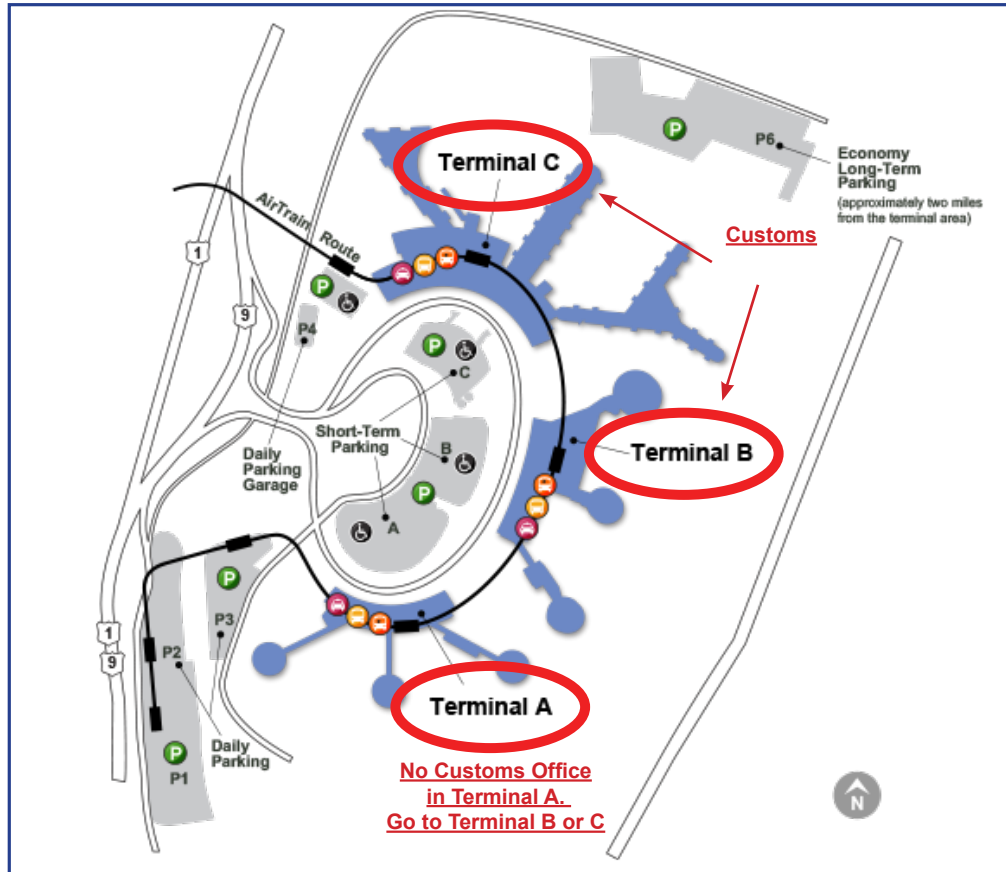 Terminal C
P
P6
Economy
Long-Term
Parking
(approximately two miles
from the terminal area)
AirTrain Route
Customs
1
9
P
P4
P
C
Short-Term
Parking
B
P
A
Daily
Parking
Garage
Terminal B
P
P3
1
9
P2
Daily
Parking
P
P1
Terminal A
No Customs Office
in Terminal A.
Go to Terminal B or C
N